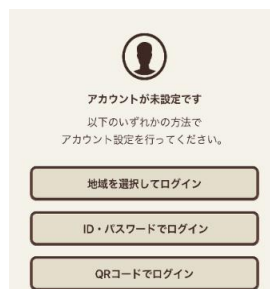 アカウントが未設定です
以下のいずれかの方法で
アカウント設定を行ってください。
地域を選択してログイン
ID・パスワードでログイン
QRコードでログイン